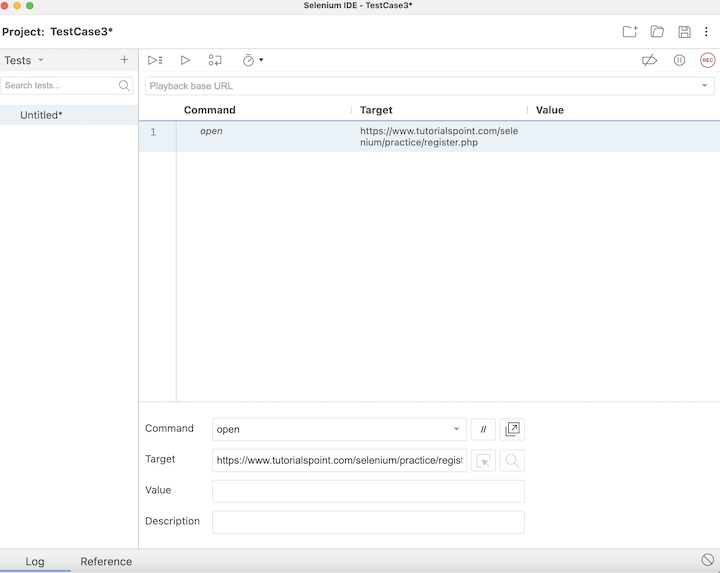 Selenium IDE - TestCase3*
Project: TestCase3*
Tests
REC
Search tests...
Playback base URL
Untitled*
Command Target Value
1 open https://www.tutorialspoint.com/sele
nium/practice/register.php
Command open //
Target https://www.tutorialspoint.com/selenium/practice/regist
Value
Description
Log Reference